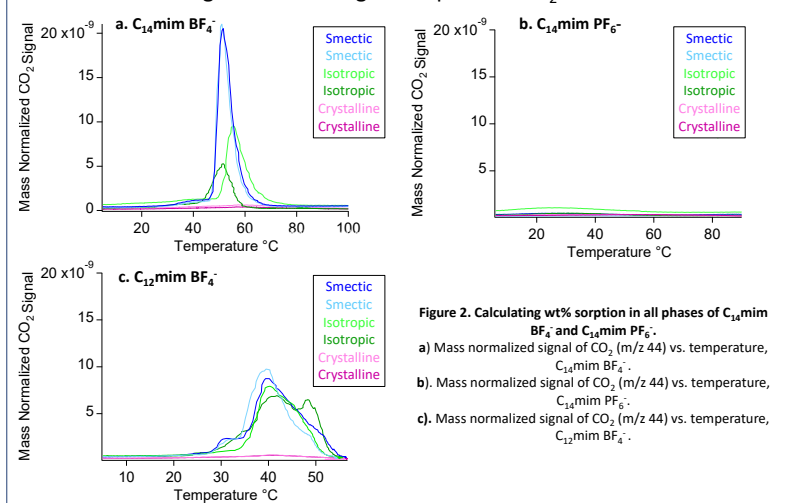 a. C₁₄mim BF₄⁻
20 x10⁻⁹
15
10
5
0
Mass Normalized CO₂ Signal
20
40
60
80
100
Temperature °C
Smectic
Smectic
Isotropic
Isotropic
Crystalline
Crystalline
b. C₁₄mim PF₆-
20 x10⁻⁹
15
10
5
Mass Normalized CO₂ Signal
20
40
60
80
Temperature °C
Smectic
Smectic
Isotropic
Isotropic
Crystalline
Crystalline
c. C₁₂mim BF₄⁻
20 x10⁻⁹
15
10
5
Mass Normalized CO₂ Signal
10
20
30
40
50
Temperature °C
Smectic
Smectic
Isotropic
Isotropic
Crystalline
Crystalline
Figure 2. Calculating wt% sorption in all phases of C₁₄mim
BF₄⁻ and C₁₄mim PF₆⁻.
a) Mass normalized signal of CO₂ (m/z 44) vs. temperature,
C₁₄mim BF₄⁻.
b). Mass normalized signal of CO₂ (m/z 44) vs. temperature,
C₁₄mim PF₆⁻.
c). Mass normalized signal of CO₂ (m/z 44) vs. temperature,
C₁₂mim BF₄⁻.